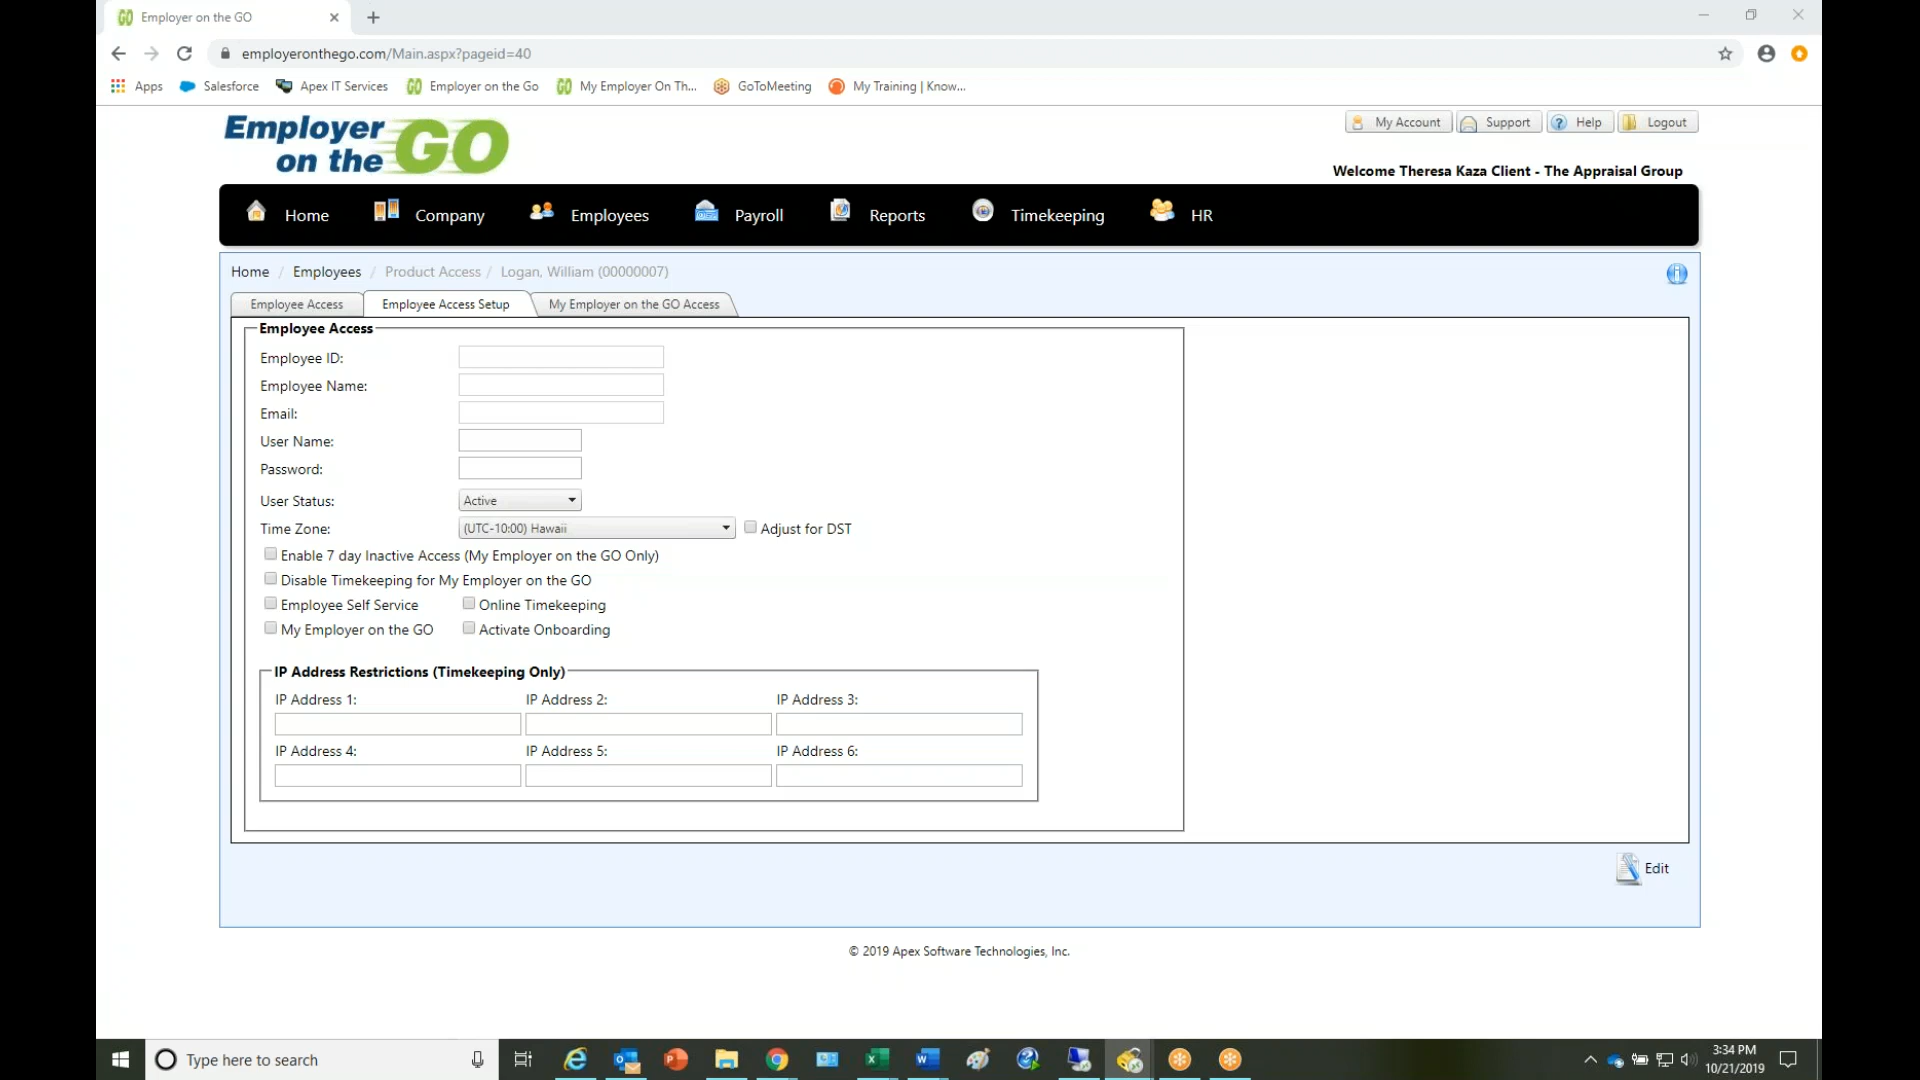 Employer on the GO
employeronthego.com/Main.aspx?pageid=40
Apps Salesforce Apex IT Services Employer on the Go My Employer On Th... GoToMeeting My Training | Know...
Employer on the GO
My Account Support Help Logout
Welcome Theresa Kaza Client - The Appraisal Group
Home Company Employees Payroll Reports Timekeeping HR
Home / Employees / Product Access / Logan, William (00000007)
Employee Access Employee Access Setup My Employer on the GO Access
Employee Access
Employee ID:
Employee Name:
Email:
User Name:
Password:
User Status: Active
Time Zone: (UTC-10:00) Hawaii Adjust for DST
Enable 7 day Inactive Access (My Employer on the GO Only)
Disable Timekeeping for My Employer on the GO
Employee Self Service Online Timekeeping
My Employer on the GO Activate Onboarding
IP Address Restrictions (Timekeeping Only)
IP Address 1: IP Address 2: IP Address 3:
IP Address 4: IP Address 5: IP Address 6:
Edit
© 2019 Apex Software Technologies, Inc.
Type here to search
3:34 PM
10/21/2019